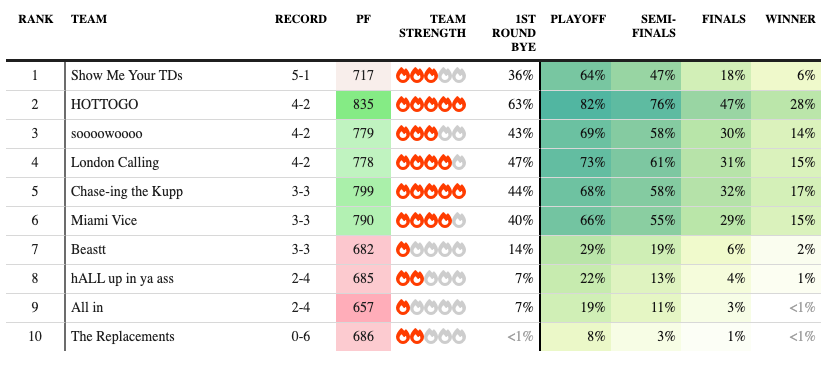 RANK TEAM RECORD PF TEAM STRENGTH 1ST ROUND BYE PLAYOFF SEMI-FINALS FINALS WINNER
1 Show Me Your TDs 5-1 717 36% 64% 47% 18% 6%
2 HOTTOGO 4-2 835 63% 82% 76% 47% 28%
3 soooowoooo 4-2 779 43% 69% 58% 30% 14%
4 London Calling 4-2 778 47% 73% 61% 31% 15%
5 Chase-ing the Kupp 3-3 799 44% 68% 58% 32% 17%
6 Miami Vice 3-3 790 40% 66% 55% 29% 15%
7 Beastt 3-3 682 14% 29% 19% 6% 2%
8 hALL up in ya ass 2-4 685 7% 22% 13% 4% 1%
9 All in 2-4 657 7% 19% 11% 3% <1%
10 The Replacements 0-6 686 <1% 8% 3% 1% <1%